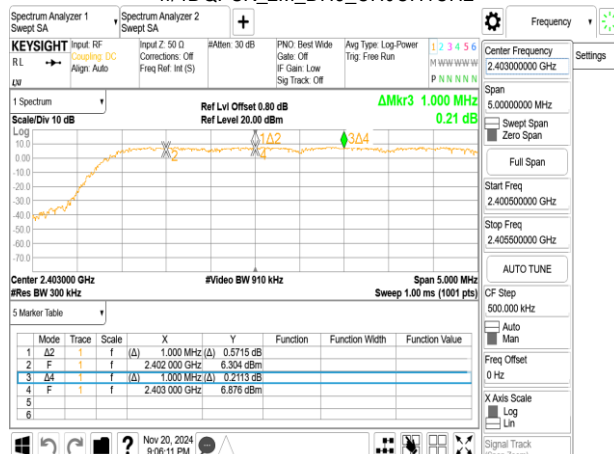 Spectrum Analyzer 1
Swept SA
Spectrum Analyzer 2
Swept SA
+
Frequency
Settings
KEYSIGHT
RL
Input: RF
Coupling: DC
Align: Auto
Input Z: 50 Ω
Corrections: Off
Freq Ref: Int (S)
#Atten: 30 dB
PNO: Best Wide
Gate: Off
IF Gain: Low
Sig Track: Off
Avg Type: Log-Power
Trig: Free Run
1 2 3 4 5 6
M W W W W W
P N N N N N
1 Spectrum
Scale/Div 10 dB
Ref Lvl Offset 0.80 dB
Ref Level 20.00 dBm
ΔMkr3 1.000 MHz
0.21 dB
Log
10.0
0.00
-10.0
-20.0
-30.0
-40.0
-50.0
-60.0
-70.0
2
1Δ2
4
3Δ4
Center 2.403000 GHz
#Res BW 300 kHz
#Video BW 910 kHz
Span 5.000 MHz
Sweep 1.00 ms (1001 pts)
5 Marker Table
Mode Trace Scale X Y Function Function Width Function Value
1 Δ2 1 f (Δ) 1.000 MHz (Δ) 0.5715 dB
2 F 1 f 2.402 000 GHz 6.304 dBm
3 Δ4 1 f (Δ) 1.000 MHz (Δ) 0.2113 dB
4 F 1 f 2.403 000 GHz 6.876 dBm
5
6
?
Nov 20, 2024
9:06:11 PM
Center Frequency
2.403000000 GHz
Span
5.00000000 MHz
Swept Span
Zero Span
Full Span
Start Freq
2.400500000 GHz
Stop Freq
2.405500000 GHz
AUTO TUNE
CF Step
500.000 kHz
Auto
Man
Freq Offset
0 Hz
X Axis Scale
Log
Lin
Signal Track